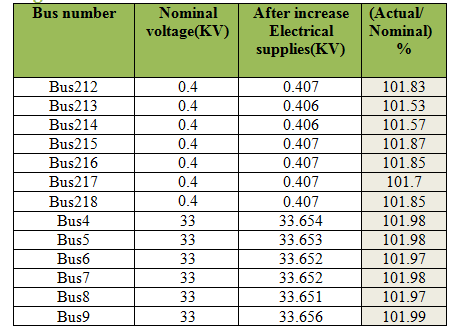 Bus number Nominal voltage(KV) After increase Electrical supplies(KV) (Actual/ Nominal) %
Bus212 0.4 0.407 101.83
Bus213 0.4 0.406 101.53
Bus214 0.4 0.406 101.57
Bus215 0.4 0.407 101.87
Bus216 0.4 0.407 101.85
Bus217 0.4 0.407 101.7
Bus218 0.4 0.407 101.85
Bus4 33 33.654 101.98
Bus5 33 33.653 101.98
Bus6 33 33.652 101.97
Bus7 33 33.652 101.98
Bus8 33 33.651 101.97
Bus9 33 33.656 101.99